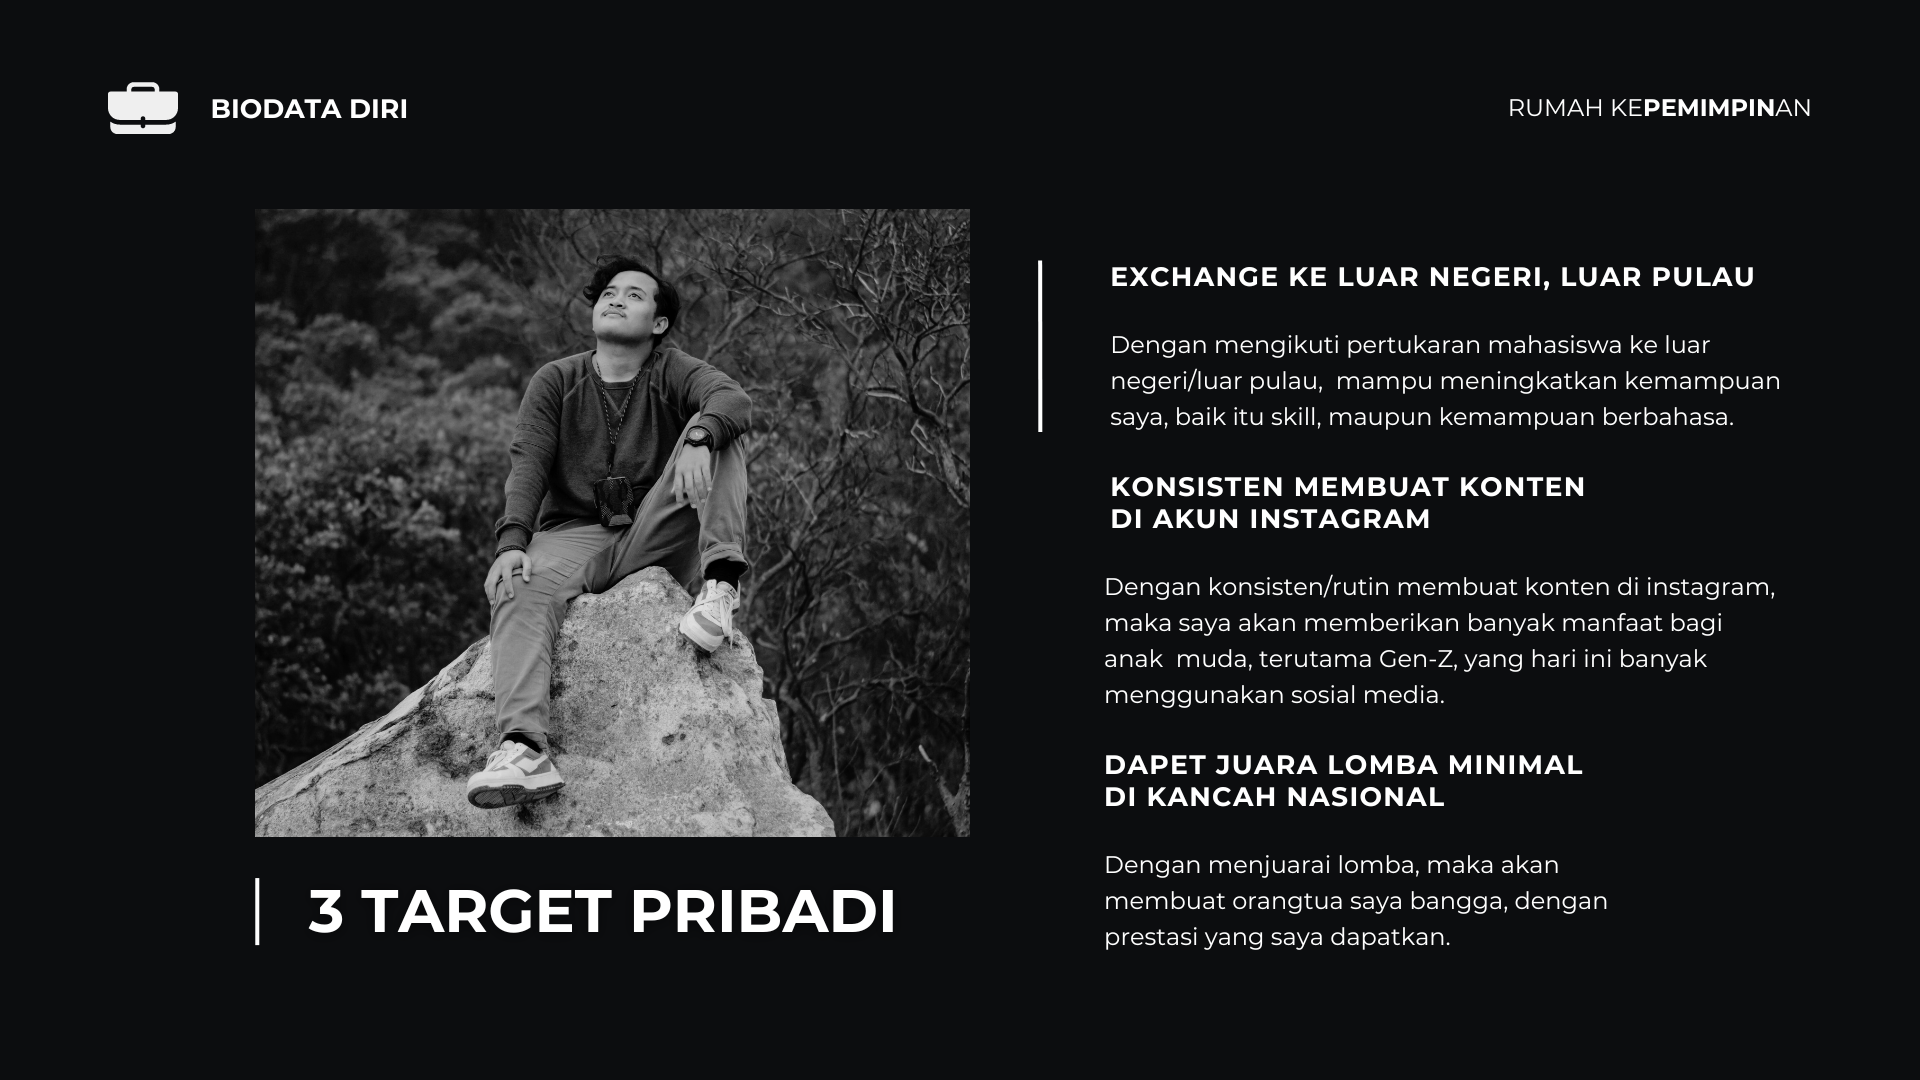 BIODATA DIRI
RUMAH KEPEMIMPINAN
EXCHANGE KE LUAR NEGERI, LUAR PULAU
Dengan mengikuti pertukaran mahasiswa ke luar
negeri/luar pulau,  mampu meningkatkan kemampuan
saya, baik itu skill, maupun kemampuan berbahasa.
KONSISTEN MEMBUAT KONTEN
DI AKUN INSTAGRAM
Dengan konsisten/rutin membuat konten di instagram,
maka saya akan memberikan banyak manfaat bagi
anak  muda, terutama Gen-Z, yang hari ini banyak
menggunakan sosial media.
DAPET JUARA LOMBA MINIMAL
DI KANCAH NASIONAL
Dengan menjuarai lomba, maka akan
membuat orangtua saya bangga, dengan
prestasi yang saya dapatkan.
3 TARGET PRIBADI